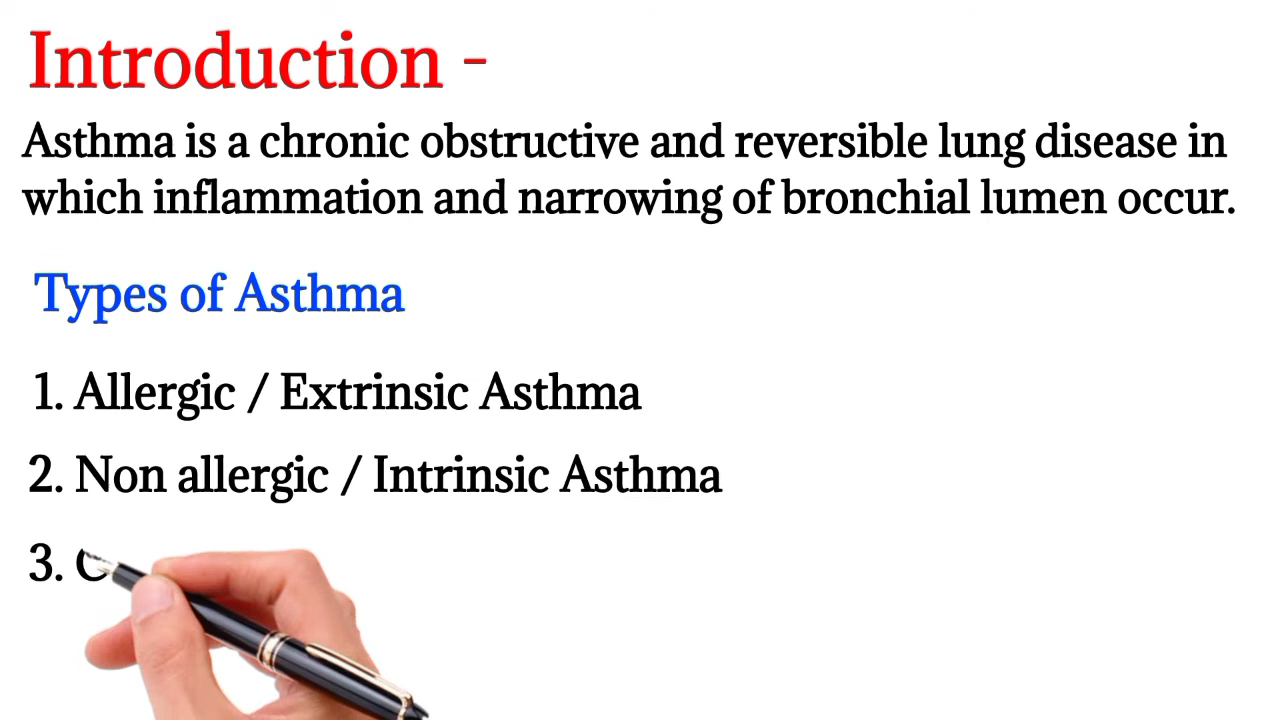 Introduction -
Asthma is a chronic obstructive and reversible lung disease in
which inflammation and narrowing of bronchial lumen occur.
Types of Asthma
1. Allergic / Extrinsic Asthma
2. Non allergic / Intrinsic Asthma
3.